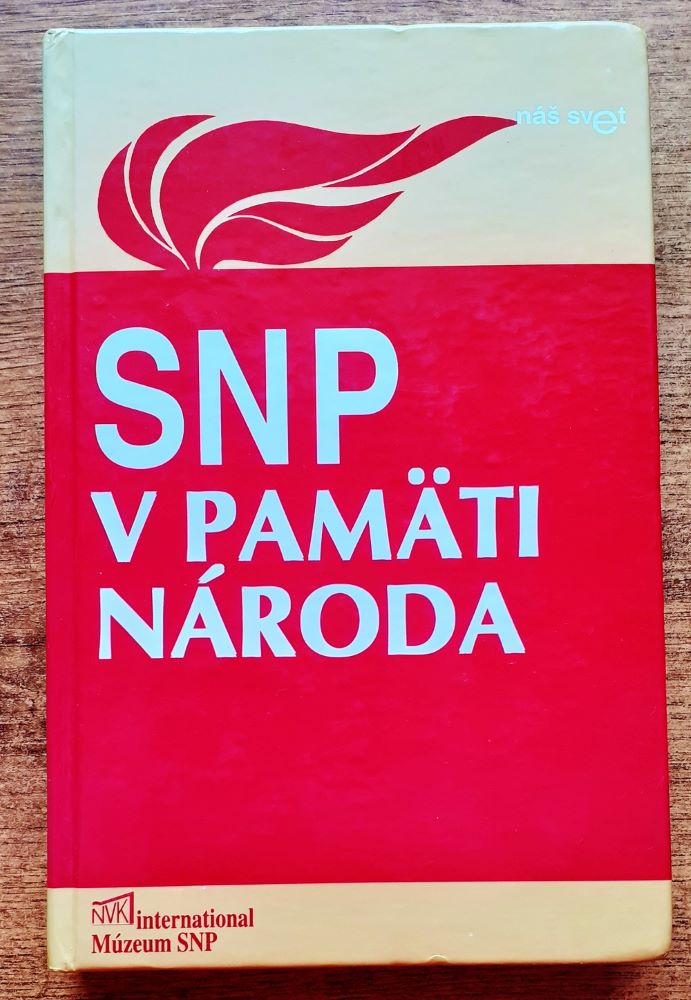 náš svet
SNP
V PAMÄTI
NÁRODA
NVK international
Múzeum SNP